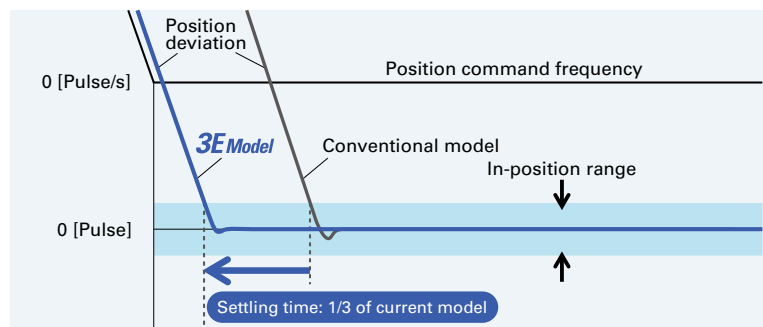 Position
deviation
0 [Pulse/s]
Position command frequency
3E Model
Conventional model
In-position range
0 [Pulse]
Settling time: 1/3 of current model